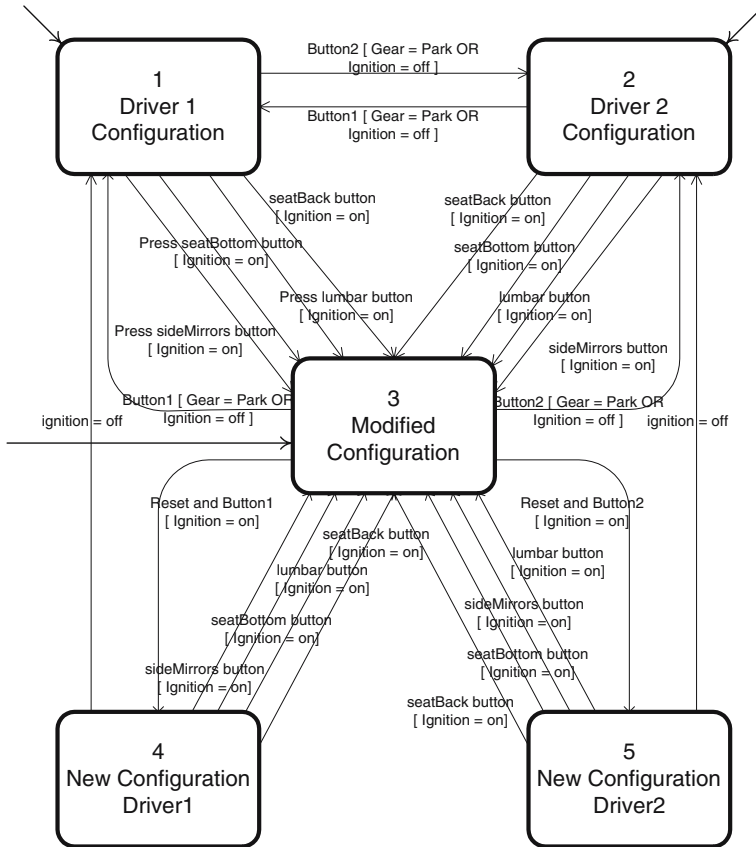 1
Driver 1
Configuration
Button2 [ Gear = Park OR
Ignition = off ]
Button1 [ Gear = Park OR
Ignition = off ]
2
Driver 2
Configuration
seatBack button
[ Ignition = on]
seatBack button
[ Ignition = on]
Press seatBottom button
[ Ignition = on]
seatBottom button
[ Ignition = on]
Press lumbar button
[ Ignition = on]
lumbar button
[ Ignition = on]
Press sideMirrors button
[ Ignition = on]
sideMirrors button
[ Ignition = on]
3
Modified
Configuration
Button1 [ Gear = Park OR
Ignition = off ]
Button2 [ Gear = Park OR
Ignition = off ]
ignition = off
ignition = off
Reset and Button1
[ Ignition = on]
Reset and Button2
[ Ignition = on]
seatBack button
[ Ignition = on]
lumbar button
[ Ignition = on]
lumbar button
[ Ignition = on]
seatBottom button
[ Ignition = on]
sideMirrors button
[ Ignition = on]
sideMirrors button
[ Ignition = on]
seatBottom button
[ Ignition = on]
seatBack button
[ Ignition = on]
4
New Configuration
Driver1
5
New Configuration
Driver2